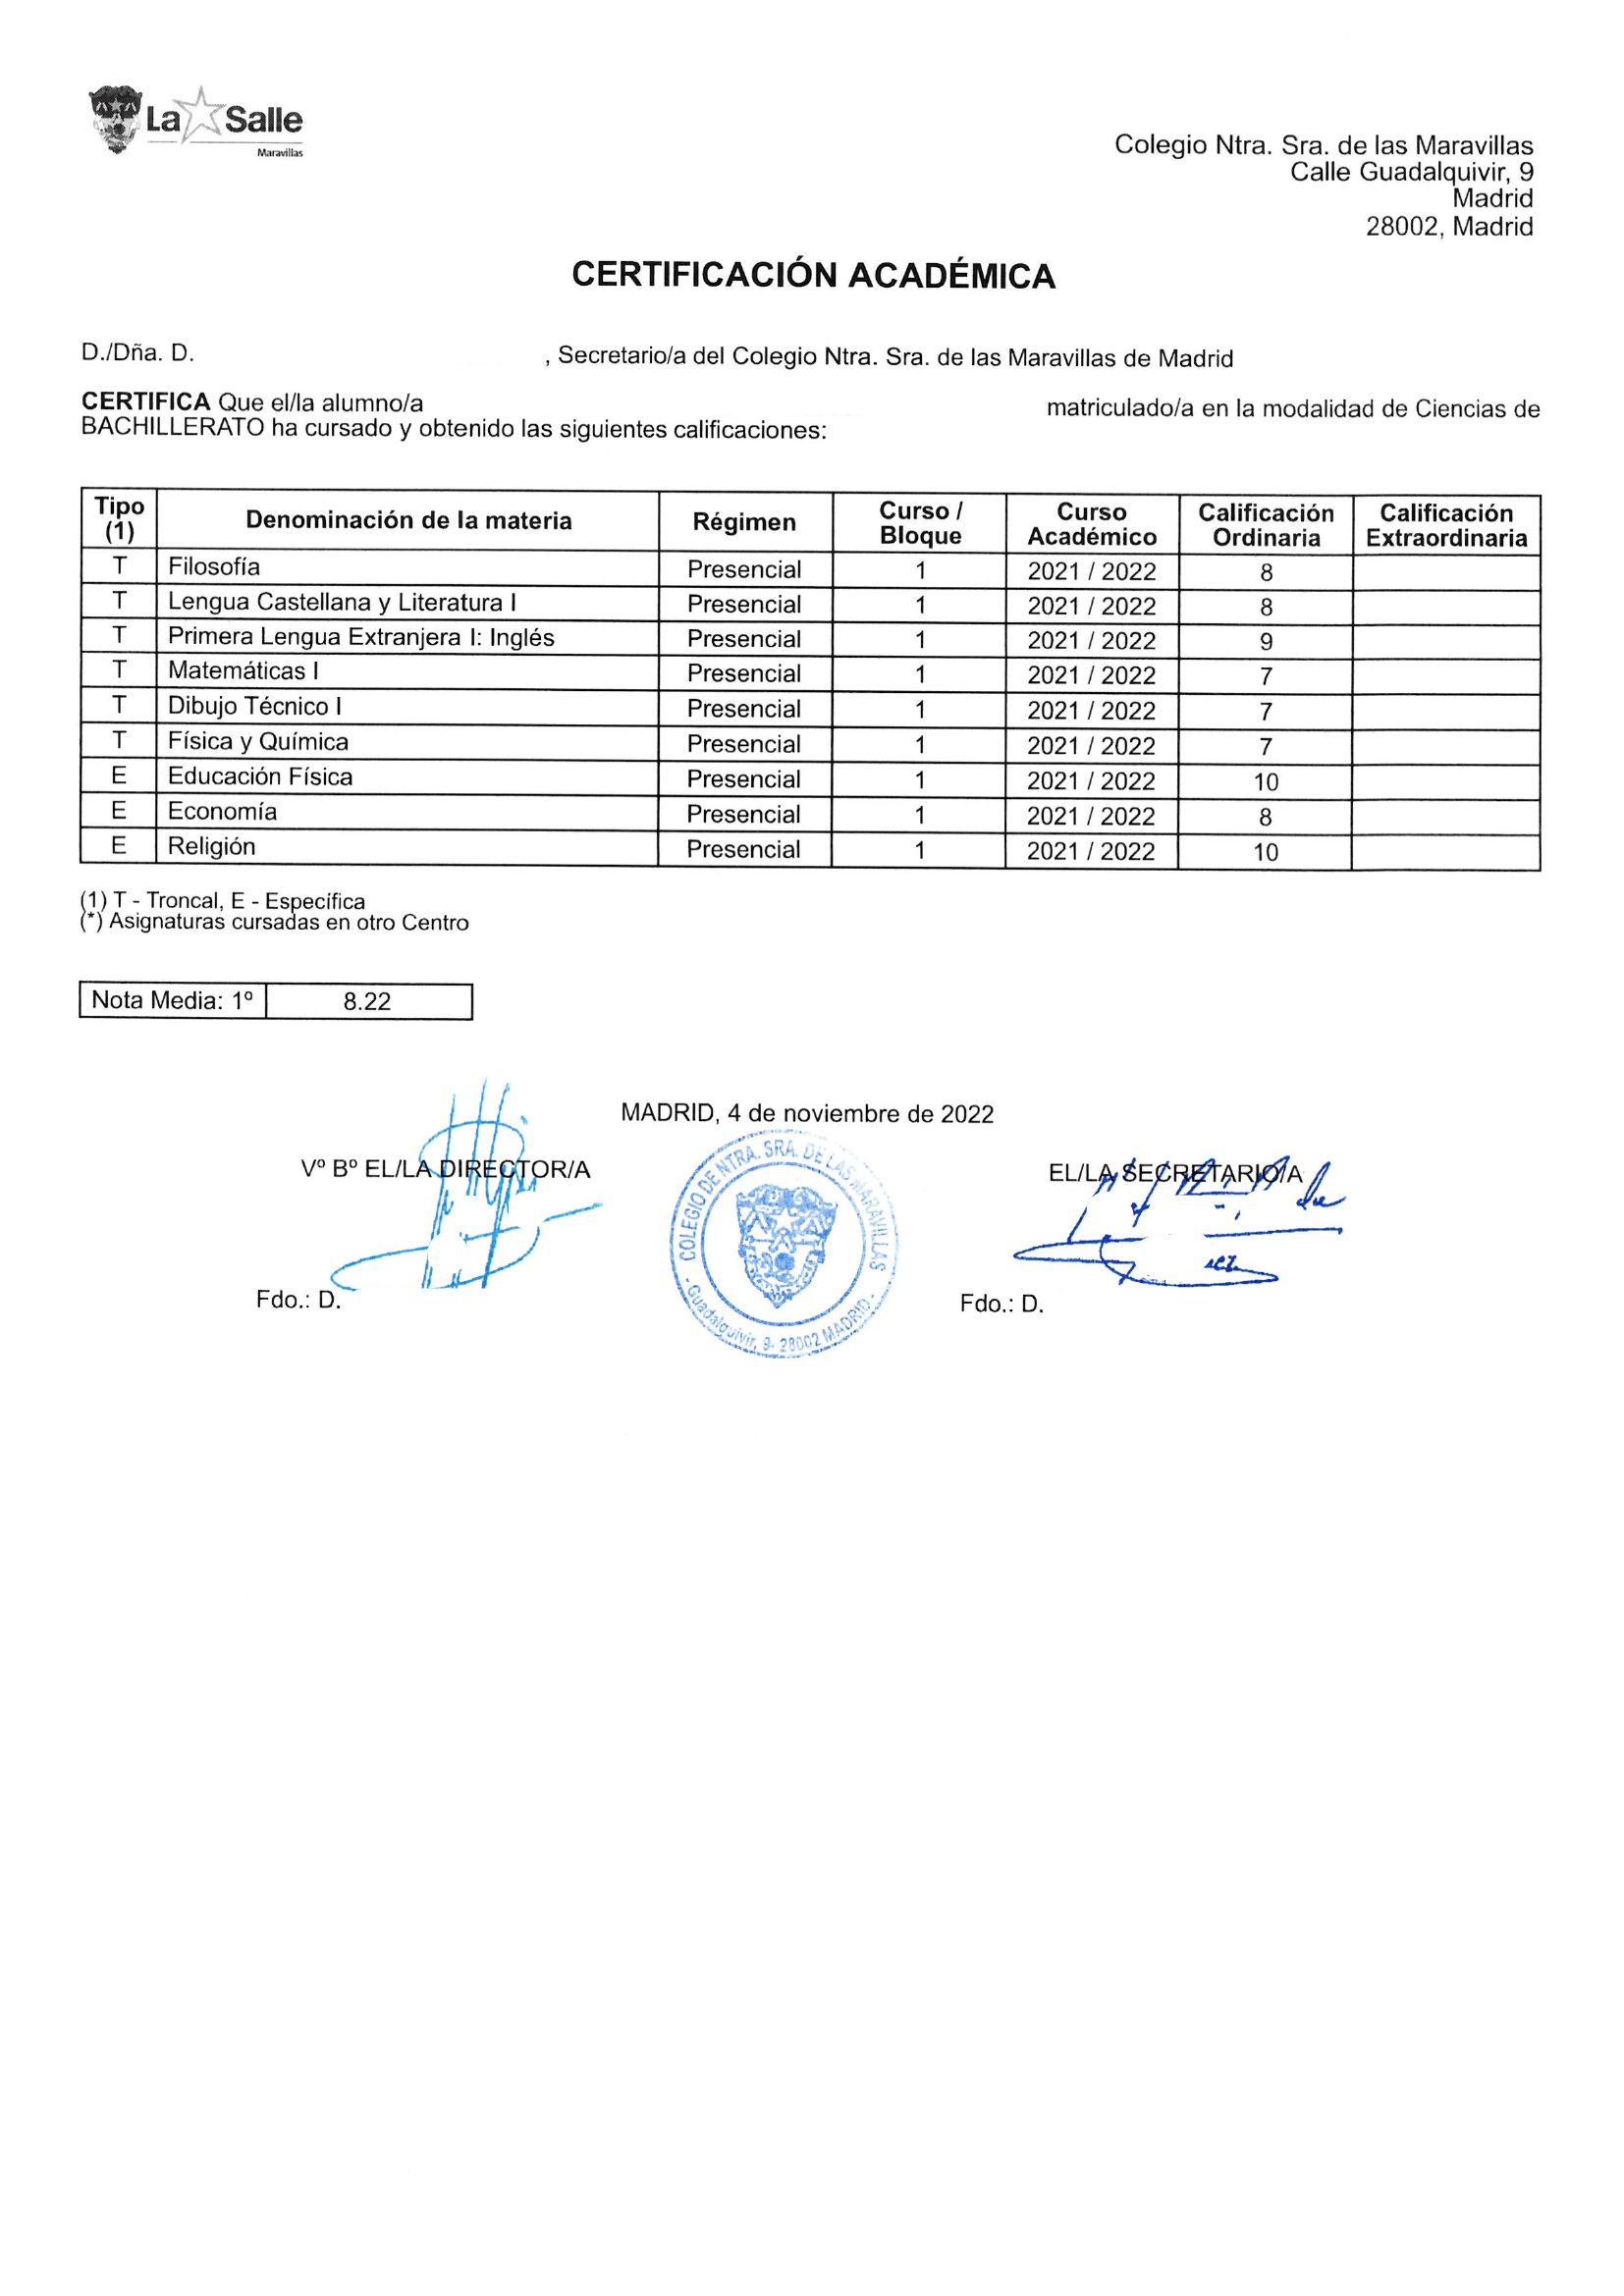 La Salle
Maravillas
Colegio Ntra. Sra. de las Maravillas
Calle Guadalquivir, 9
Madrid
28002, Madrid
CERTIFICACIÓN ACADÉMICA
D./Dña. D. , Secretario/a del Colegio Ntra. Sra. de las Maravillas de Madrid
CERTIFICA Que el/la alumno/a matriculado/a en la modalidad de Ciencias de
BACHILLERATO ha cursado y obtenido las siguientes calificaciones:
Tipo (1) Denominación de la materia Régimen Curso / Bloque Curso Académico Calificación Ordinaria Calificación Extraordinaria
T Filosofía Presencial 1 2021 / 2022 8
T Lengua Castellana y Literatura I Presencial 1 2021 / 2022 8
T Primera Lengua Extranjera I: Inglés Presencial 1 2021 / 2022 9
T Matemáticas I Presencial 1 2021 / 2022 7
T Dibujo Técnico I Presencial 1 2021 / 2022 7
T Física y Química Presencial 1 2021 / 2022 7
E Educación Física Presencial 1 2021 / 2022 10
E Economía Presencial 1 2021 / 2022 8
E Religión Presencial 1 2021 / 2022 10
(1) T - Troncal, E - Específica
(*) Asignaturas cursadas en otro Centro
Nota Media: 1º 8.22
MADRID, 4 de noviembre de 2022
Vº Bº EL/LA DIRECTOR/A
EL/LA SECRETARIO/A
- COLEGIO DE NTRA. SRA. DE LAS MARAVILLAS -
Guadalquivir, 9- 28002 MADRID
Fdo.: D.
Fdo.: D.